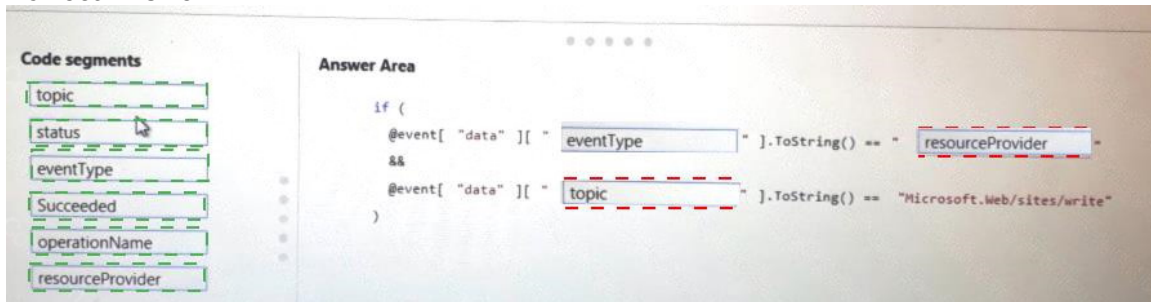 Code segments
topic
status
eventType
Succeeded
operationName
resourceProvider
Answer Area
if (
@event[ "data" ][ " eventType " ].ToString() == " resourceProvider "
&&
@event[ "data" ][ " topic " ].ToString() == "Microsoft.Web/sites/write"
)